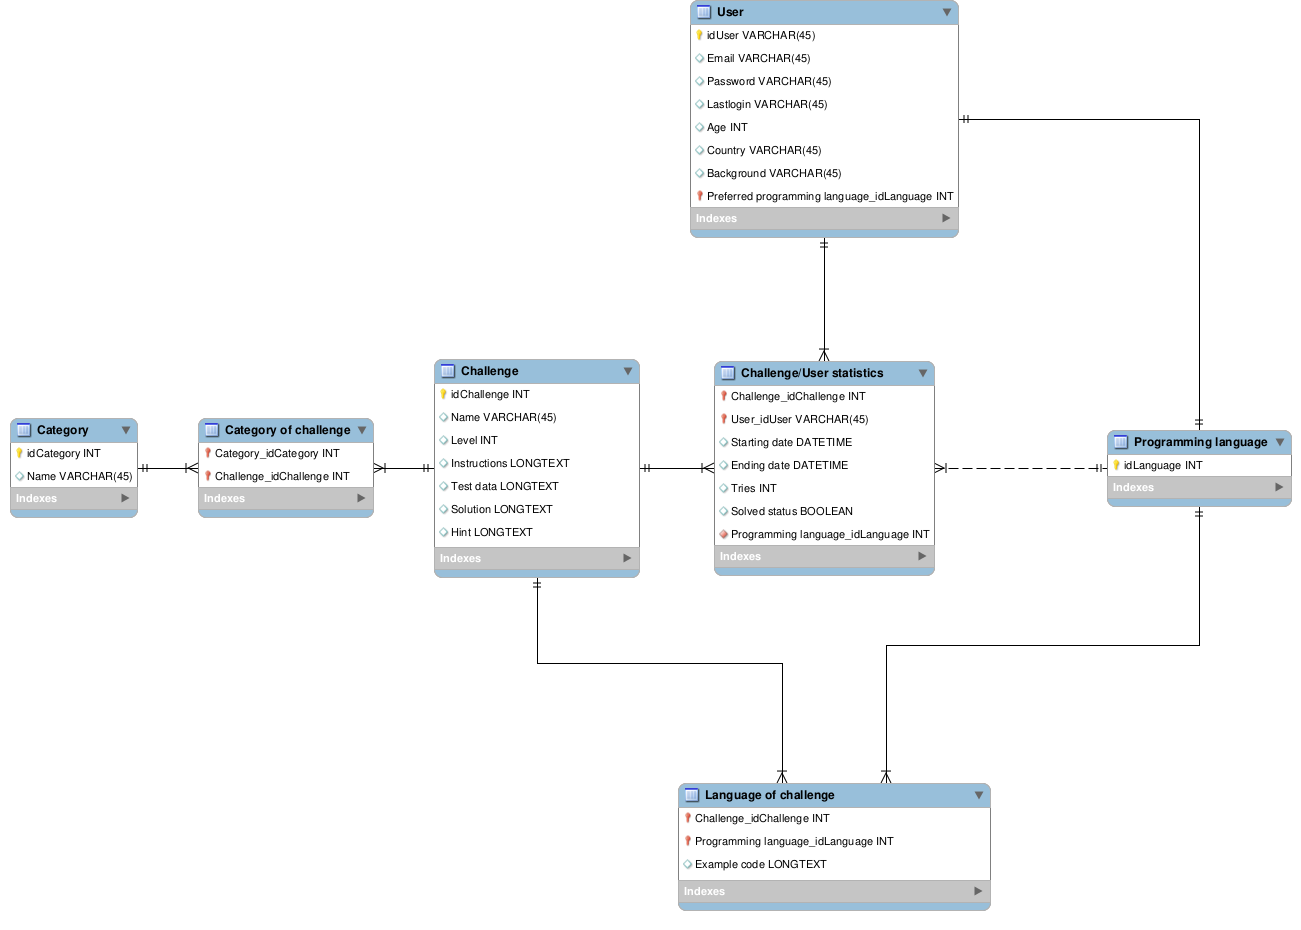 User
idUser VARCHAR(45)
Email VARCHAR(45)
Password VARCHAR(45)
Lastlogin VARCHAR(45)
Age INT
Country VARCHAR(45)
Background VARCHAR(45)
Preferred programming language_idLanguage INT
Indexes
Category
idCategory INT
Name VARCHAR(45)
Indexes
Category of challenge
Category_idCategory INT
Challenge_idChallenge INT
Indexes
Challenge
idChallenge INT
Name VARCHAR(45)
Level INT
Instructions LONGTEXT
Test data LONGTEXT
Solution LONGTEXT
Hint LONGTEXT
Indexes
Challenge/User statistics
Challenge_idChallenge INT
User_idUser VARCHAR(45)
Starting date DATETIME
Ending date DATETIME
Tries INT
Solved status BOOLEAN
Programming language_idLanguage INT
Indexes
Programming language
idLanguage INT
Indexes
Language of challenge
Challenge_idChallenge INT
Programming language_idLanguage INT
Example code LONGTEXT
Indexes